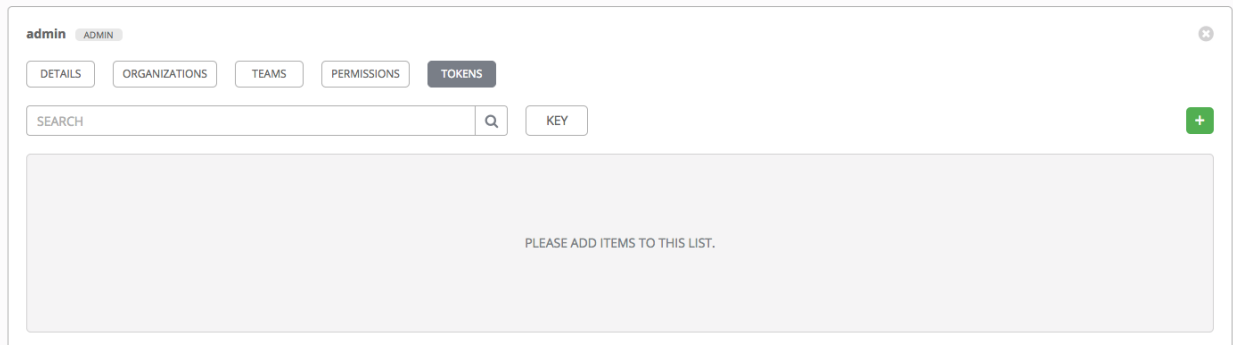 admin ADMIN
DETAILS ORGANIZATIONS TEAMS PERMISSIONS TOKENS
SEARCH KEY +
PLEASE ADD ITEMS TO THIS LIST.